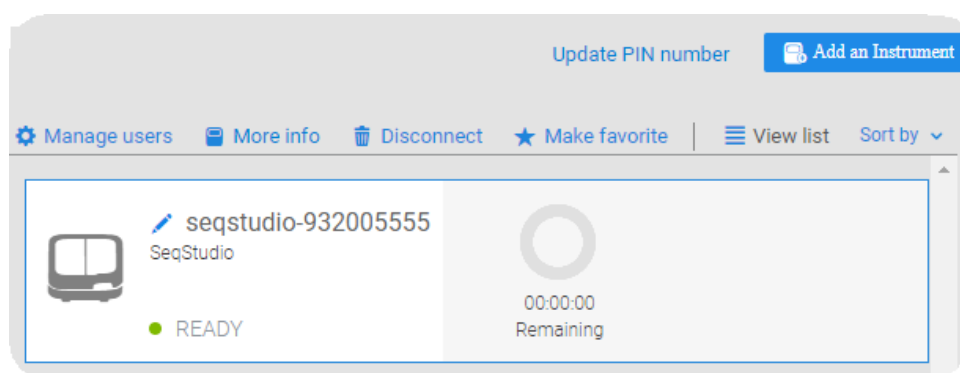 Update PIN number Add an Instrument
Manage users More info Disconnect Make favorite View list Sort by
seqstudio-932005555
SeqStudio
READY
00:00:00
Remaining